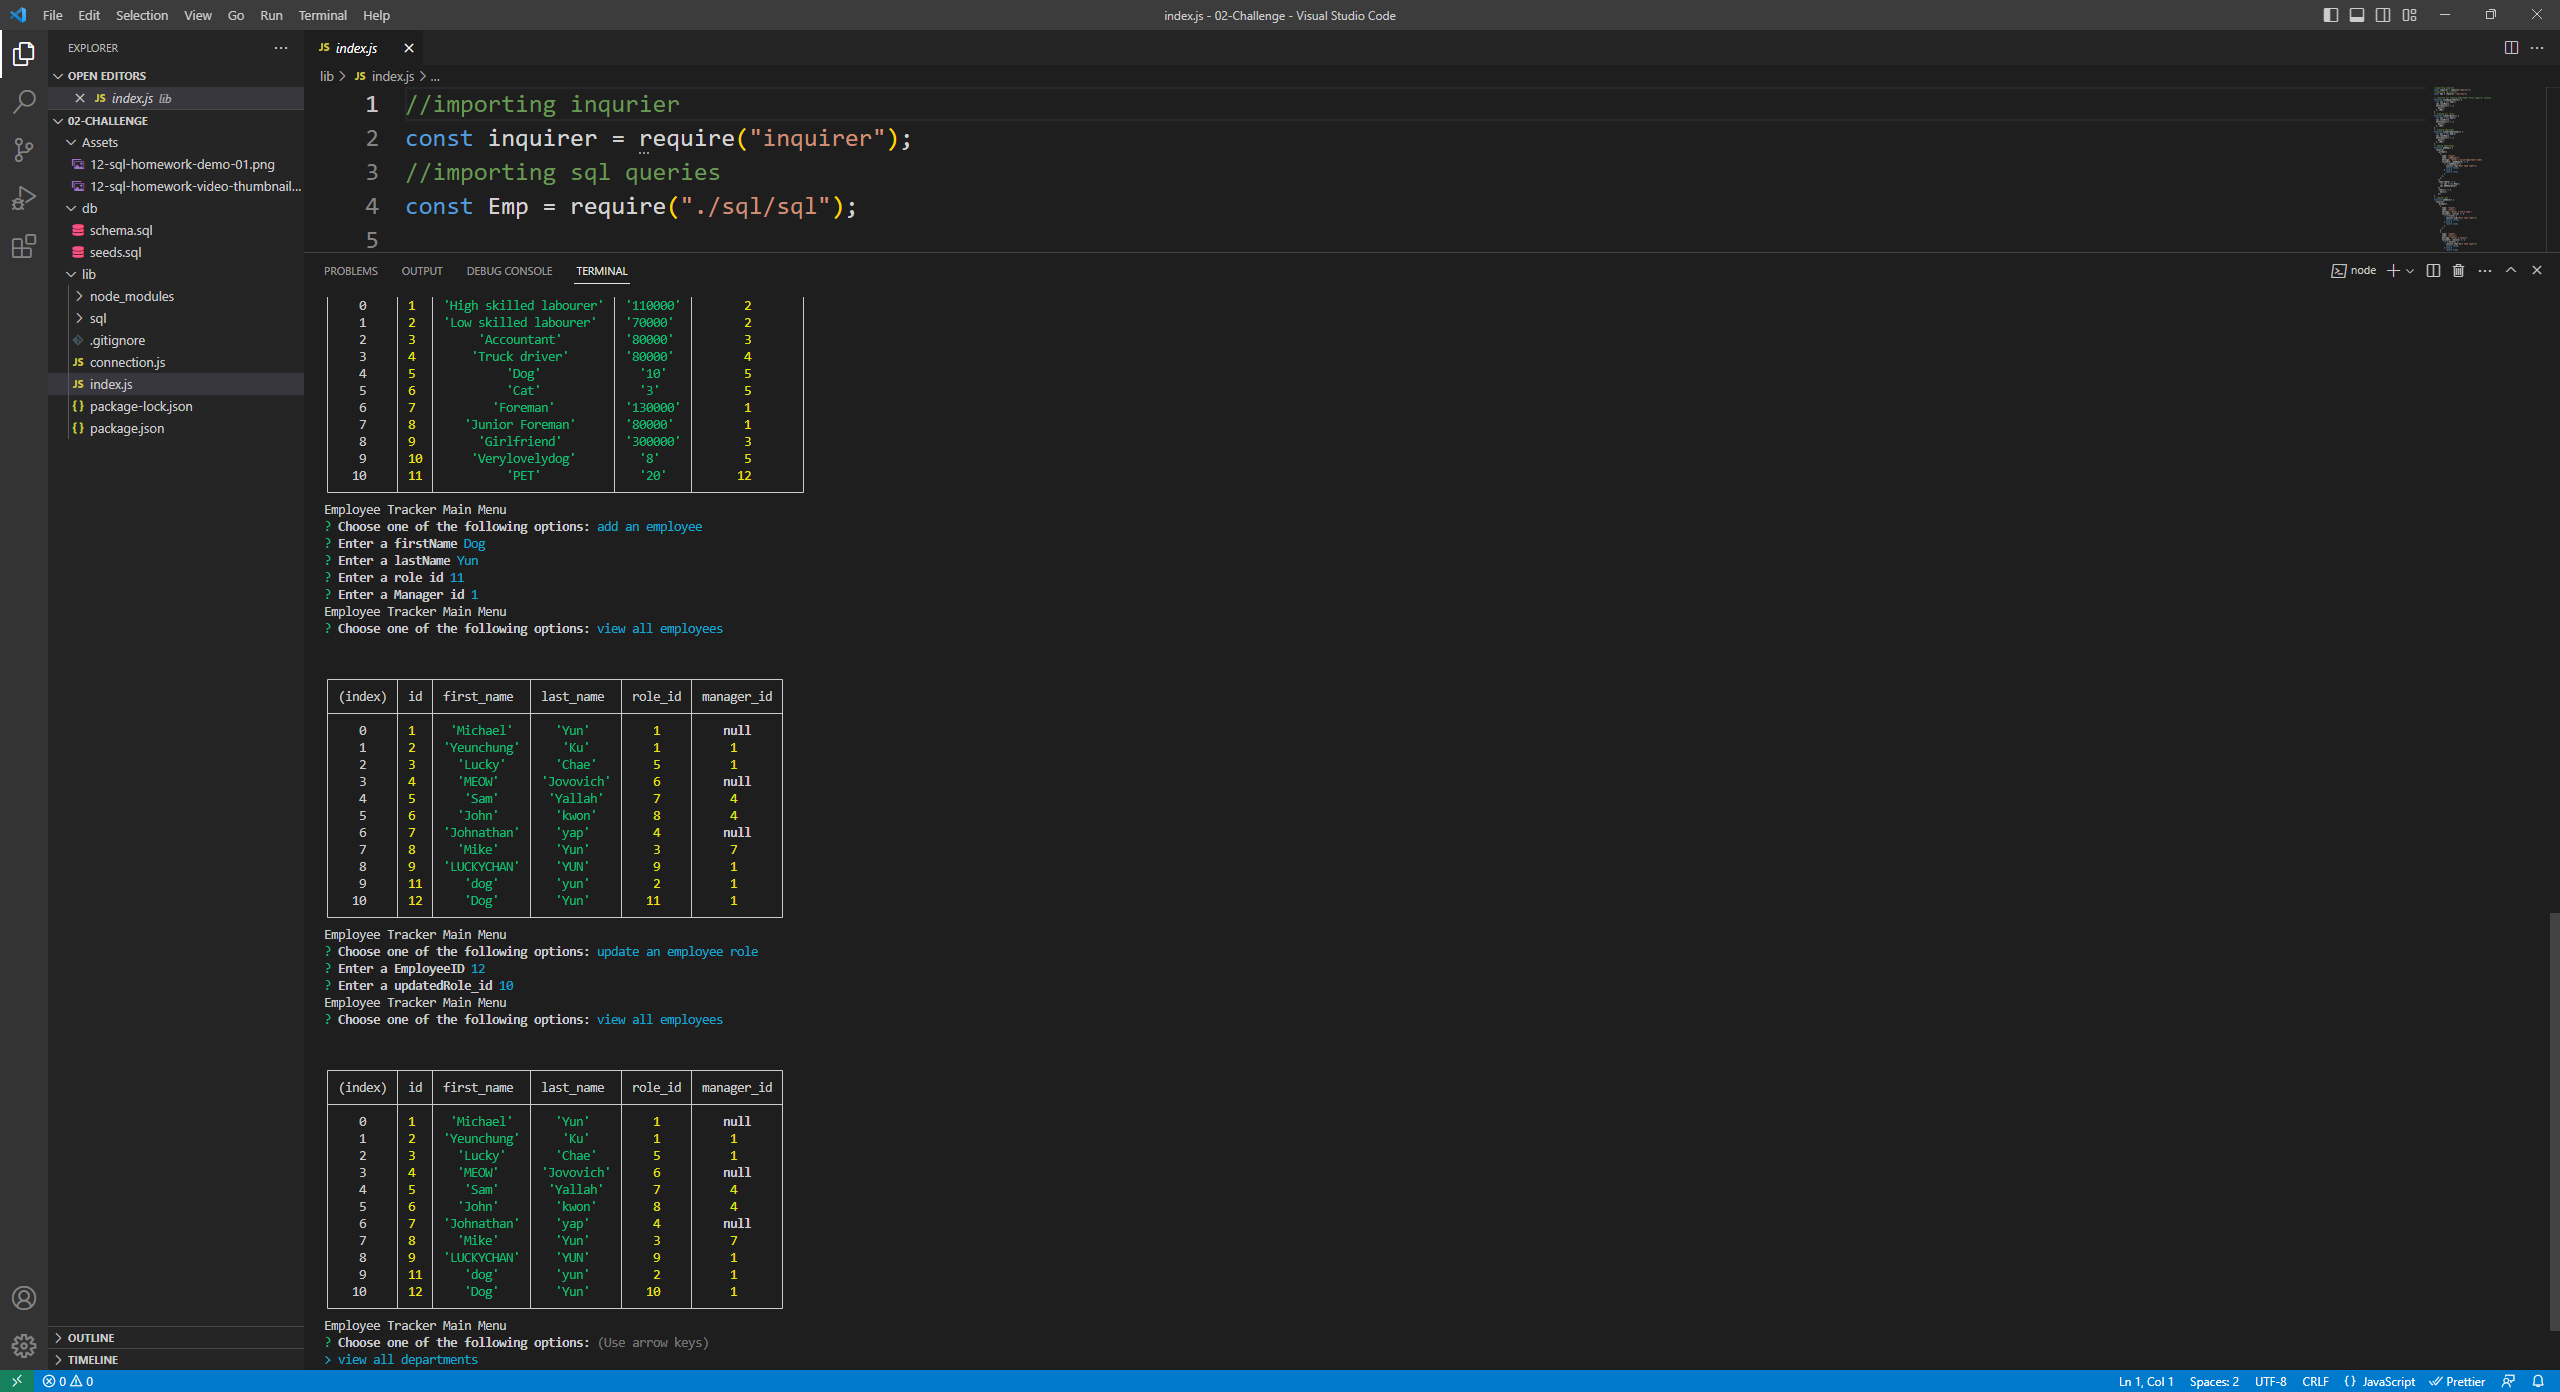 File Edit Selection View Go Run Terminal Help
index.js - 02-Challenge - Visual Studio Code
EXPLORER
OPEN EDITORS
JS index.js lib
02-CHALLENGE
Assets
12-sql-homework-demo-01.png
12-sql-homework-video-thumbnail...
db
schema.sql
seeds.sql
lib
node_modules
sql
.gitignore
JS connection.js
JS index.js
{} package-lock.json
{} package.json
OUTLINE
TIMELINE
JS index.js
lib > JS index.js > ...
1 //importing inqurier
2 const inquirer = require("inquirer");
3 //importing sql queries
4 const Emp = require("./sql/sql");
5
PROBLEMS OUTPUT DEBUG CONSOLE TERMINAL
node
0 1 'High skilled labourer' '110000' 2
1 2 'Low skilled labourer' '70000' 2
2 3 'Accountant' '80000' 3
3 4 'Truck driver' '80000' 4
4 5 'Dog' '10' 5
5 6 'Cat' '3' 5
6 7 'Foreman' '130000' 1
7 8 'Junior Foreman' '80000' 1
8 9 'Girlfriend' '300000' 3
9 10 'Verylovelydog' '8' 5
10 11 'PET' '20' 12
Employee Tracker Main Menu
? Choose one of the following options: add an employee
? Enter a firstName Dog
? Enter a lastName Yun
? Enter a role id 11
? Enter a Manager id 1
Employee Tracker Main Menu
? Choose one of the following options: view all employees
(index) id first_name last_name role_id manager_id
0 1 'Michael' 'Yun' 1 null
1 2 'Yeunchung' 'Ku' 1 1
2 3 'Lucky' 'Chae' 5 1
3 4 'MEOW' 'Jovovich' 6 null
4 5 'Sam' 'Yallah' 7 4
5 6 'John' 'kwon' 8 4
6 7 'Johnathan' 'yap' 4 null
7 8 'Mike' 'Yun' 3 7
8 9 'LUCKYCHAN' 'YUN' 9 1
9 11 'dog' 'yun' 2 1
10 12 'Dog' 'Yun' 11 1
Employee Tracker Main Menu
? Choose one of the following options: update an employee role
? Enter a EmployeeID 12
? Enter a updatedRole_id 10
Employee Tracker Main Menu
? Choose one of the following options: view all employees
(index) id first_name last_name role_id manager_id
0 1 'Michael' 'Yun' 1 null
1 2 'Yeunchung' 'Ku' 1 1
2 3 'Lucky' 'Chae' 5 1
3 4 'MEOW' 'Jovovich' 6 null
4 5 'Sam' 'Yallah' 7 4
5 6 'John' 'kwon' 8 4
6 7 'Johnathan' 'yap' 4 null
7 8 'Mike' 'Yun' 3 7
8 9 'LUCKYCHAN' 'YUN' 9 1
9 11 'dog' 'yun' 2 1
10 12 'Dog' 'Yun' 10 1
Employee Tracker Main Menu
? Choose one of the following options: (Use arrow keys)
> view all departments
0 0 Ln 1, Col 1 Spaces: 2 UTF-8 CRLF {} JavaScript Prettier